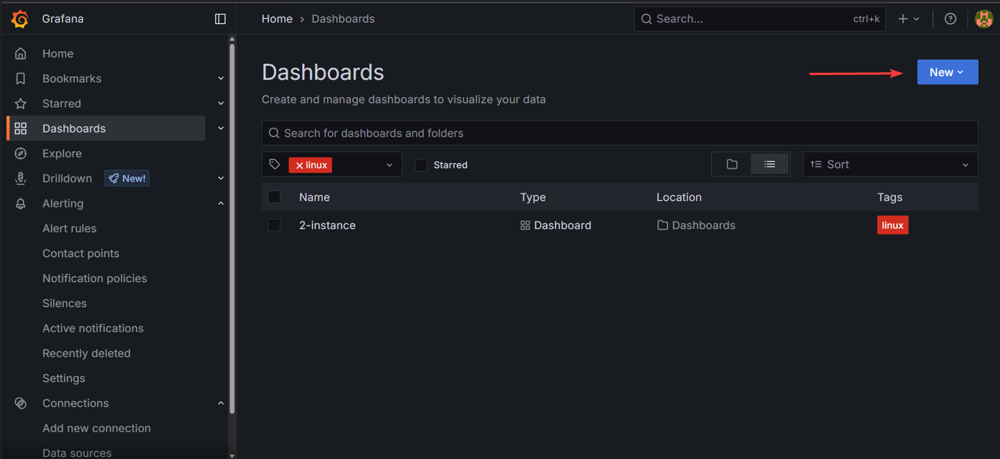 Grafana
Home › Dashboards
Search...
ctrl+k
Home
Bookmarks
Starred
Dashboards
Explore
Drilldown
New!
Alerting
Alert rules
Contact points
Notification policies
Silences
Active notifications
Recently deleted
Settings
Connections
Add new connection
Data sources
Dashboards
New
Create and manage dashboards to visualize your data
Search for dashboards and folders
linux
Starred
Sort
Name Type Location Tags
2-instance Dashboard Dashboards linux